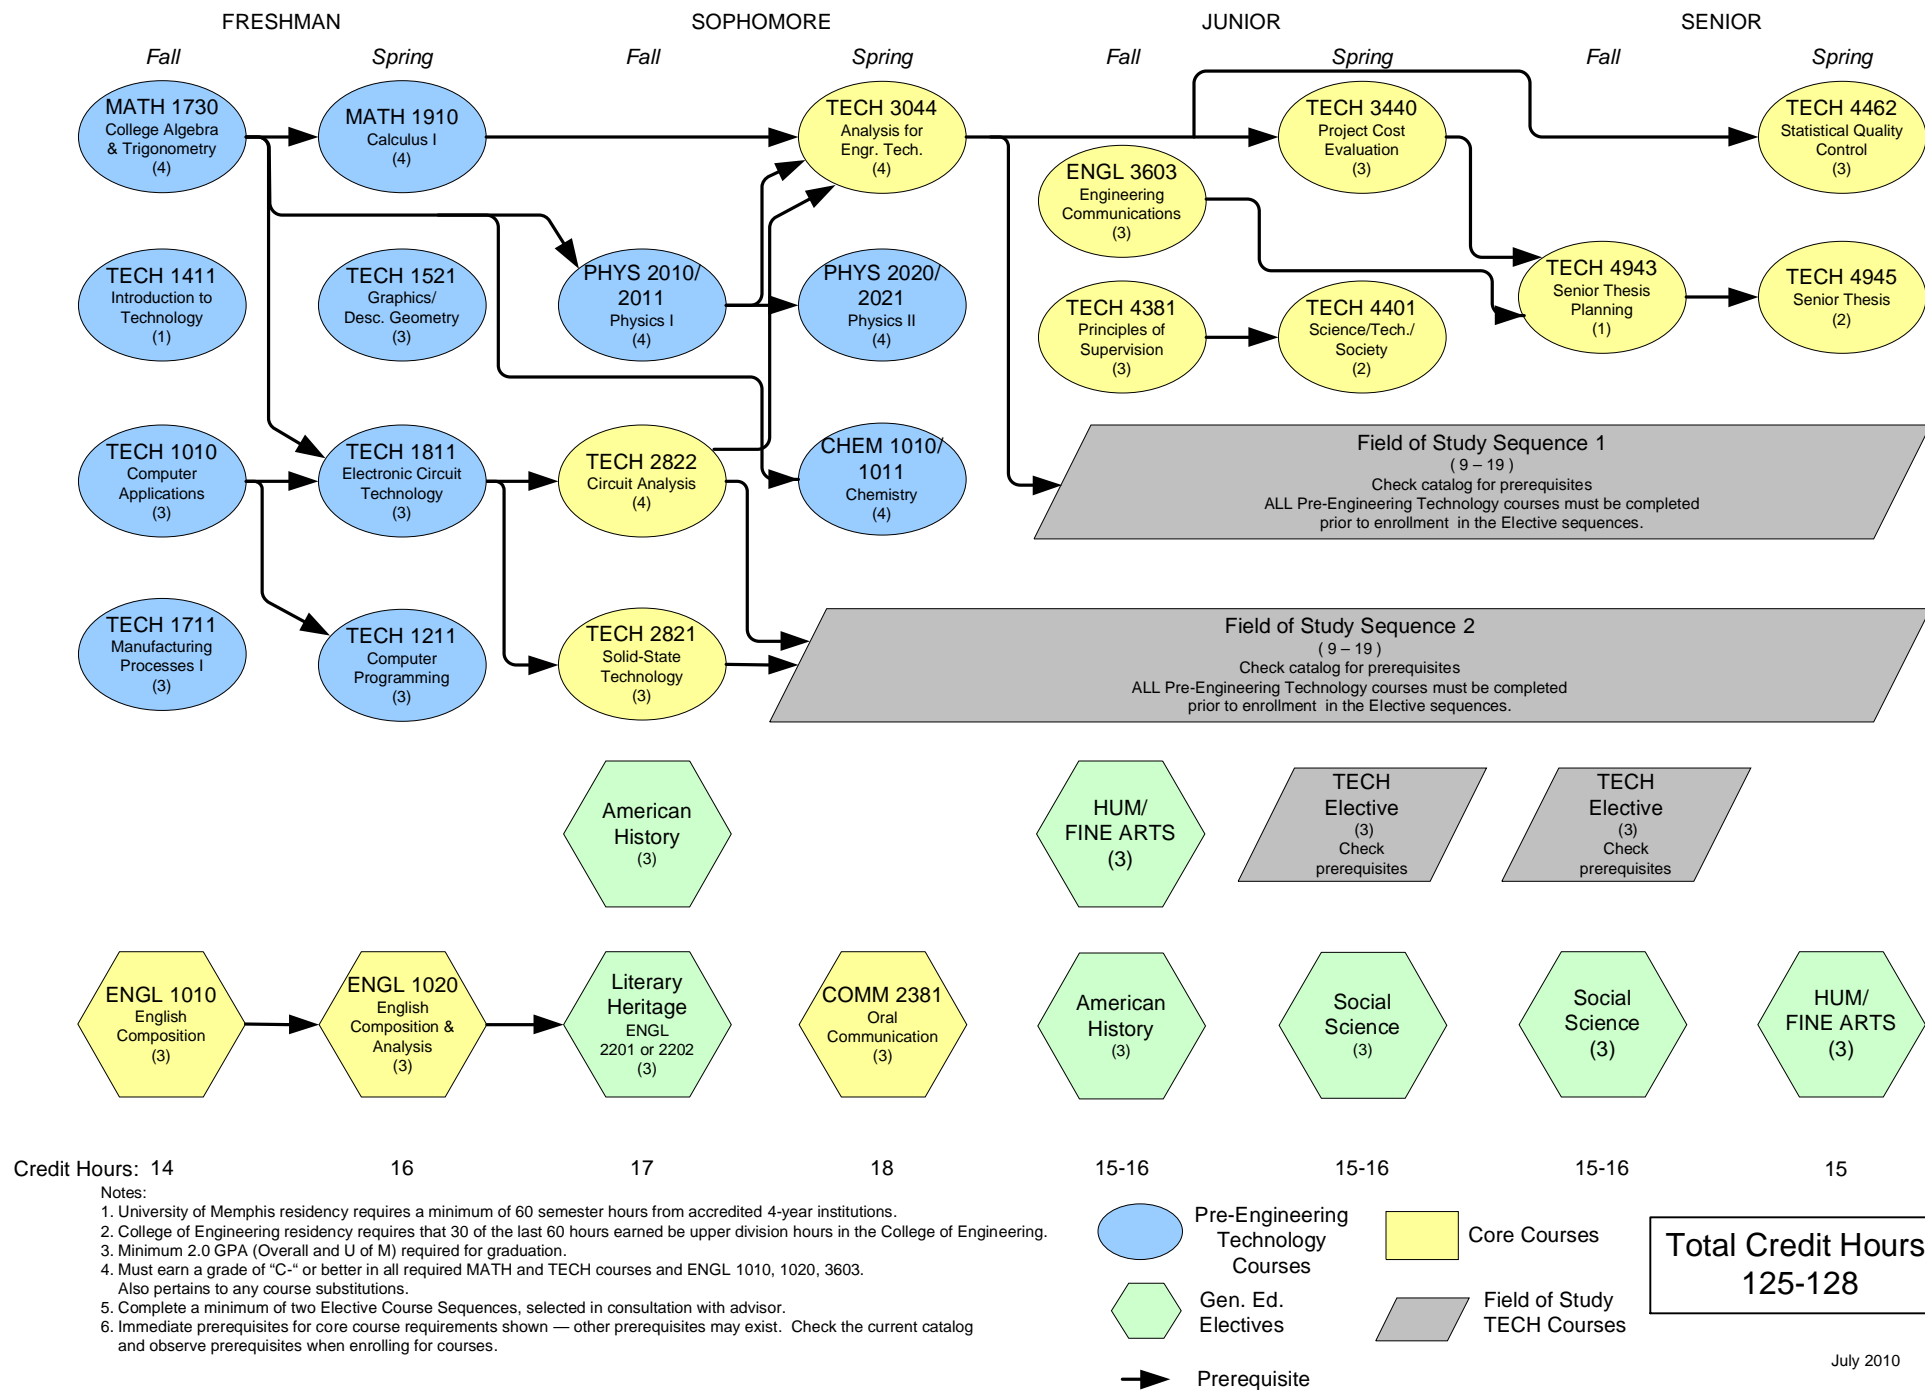 FRESHMAN SOPHOMORE JUNIOR SENIOR
Fall Spring Fall Spring Fall Spring Fall Spring
MATH 1730
College Algebra
& Trigonometry
(4)
MATH 1910
Calculus I
(4)
TECH 3044
Analysis for
Engr. Tech.
(4)
ENGL 3603
Engineering
Communications
(3)
TECH 3440
Project Cost
Evaluation
(3)
TECH 4462
Statistical Quality
Control
(3)
TECH 1411
Introduction to
Technology
(1)
TECH 1521
Graphics/
Desc. Geometry
(3)
PHYS 2010/
2011
Physics I
(4)
PHYS 2020/
2021
Physics II
(4)
TECH 4381
Principles of
Supervision
(3)
TECH 4401
Science/Tech./
Society
(2)
TECH 4943
Senior Thesis
Planning
(1)
TECH 4945
Senior Thesis
(2)
TECH 1010
Computer
Applications
(3)
TECH 1811
Electronic Circuit
Technology
(3)
TECH 2822
Circuit Analysis
(4)
CHEM 1010/
1011
Chemistry
(4)
Field of Study Sequence 1
( 9 – 19 )
Check catalog for prerequisites
ALL Pre-Engineering Technology courses must be completed
prior to enrollment in the Elective sequences.
TECH 1711
Manufacturing
Processes I
(3)
TECH 1211
Computer
Programming
(3)
TECH 2821
Solid-State
Technology
(3)
Field of Study Sequence 2
( 9 – 19 )
Check catalog for prerequisites
ALL Pre-Engineering Technology courses must be completed
prior to enrollment in the Elective sequences.
American
History
(3)
HUM/
FINE ARTS
(3)
TECH
Elective
(3)
Check
prerequisites
TECH
Elective
(3)
Check
prerequisites
ENGL 1010
English
Composition
(3)
ENGL 1020
English
Composition &
Analysis
(3)
Literary
Heritage
ENGL
2201 or 2202
(3)
COMM 2381
Oral
Communication
(3)
American
History
(3)
Social
Science
(3)
Social
Science
(3)
HUM/
FINE ARTS
(3)
Credit Hours: 14 16 17 18 15-16 15-16 15-16 15
Notes:
1. University of Memphis residency requires a minimum of 60 semester hours from accredited 4-year institutions.
2. College of Engineering residency requires that 30 of the last 60 hours earned be upper division hours in the College of Engineering.
3. Minimum 2.0 GPA (Overall and U of M) required for graduation.
4. Must earn a grade of “C-“ or better in all required MATH and TECH courses and ENGL 1010, 1020, 3603.
Also pertains to any course substitutions.
5. Complete a minimum of two Elective Course Sequences, selected in consultation with advisor.
6. Immediate prerequisites for core course requirements shown — other prerequisites may exist. Check the current catalog
and observe prerequisites when enrolling for courses.
Pre-Engineering
Technology
Courses
Core Courses
Gen. Ed.
Electives
Field of Study
TECH Courses
Prerequisite
Total Credit Hours
125-128
July 2010